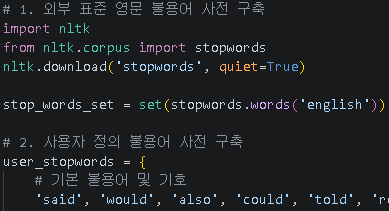 # 1. 외부 표준 영문 불용어 사전 구축
import nltk
from nltk.corpus import stopwords
nltk.download('stopwords', quiet=True)
stop_words_set = set(stopwords.words('english'))
# 2. 사용자 정의 불용어 사전 구축
user_stopwords = {
# 기본 불용어 및 기호
'said', 'would', 'also', 'could', 'told',